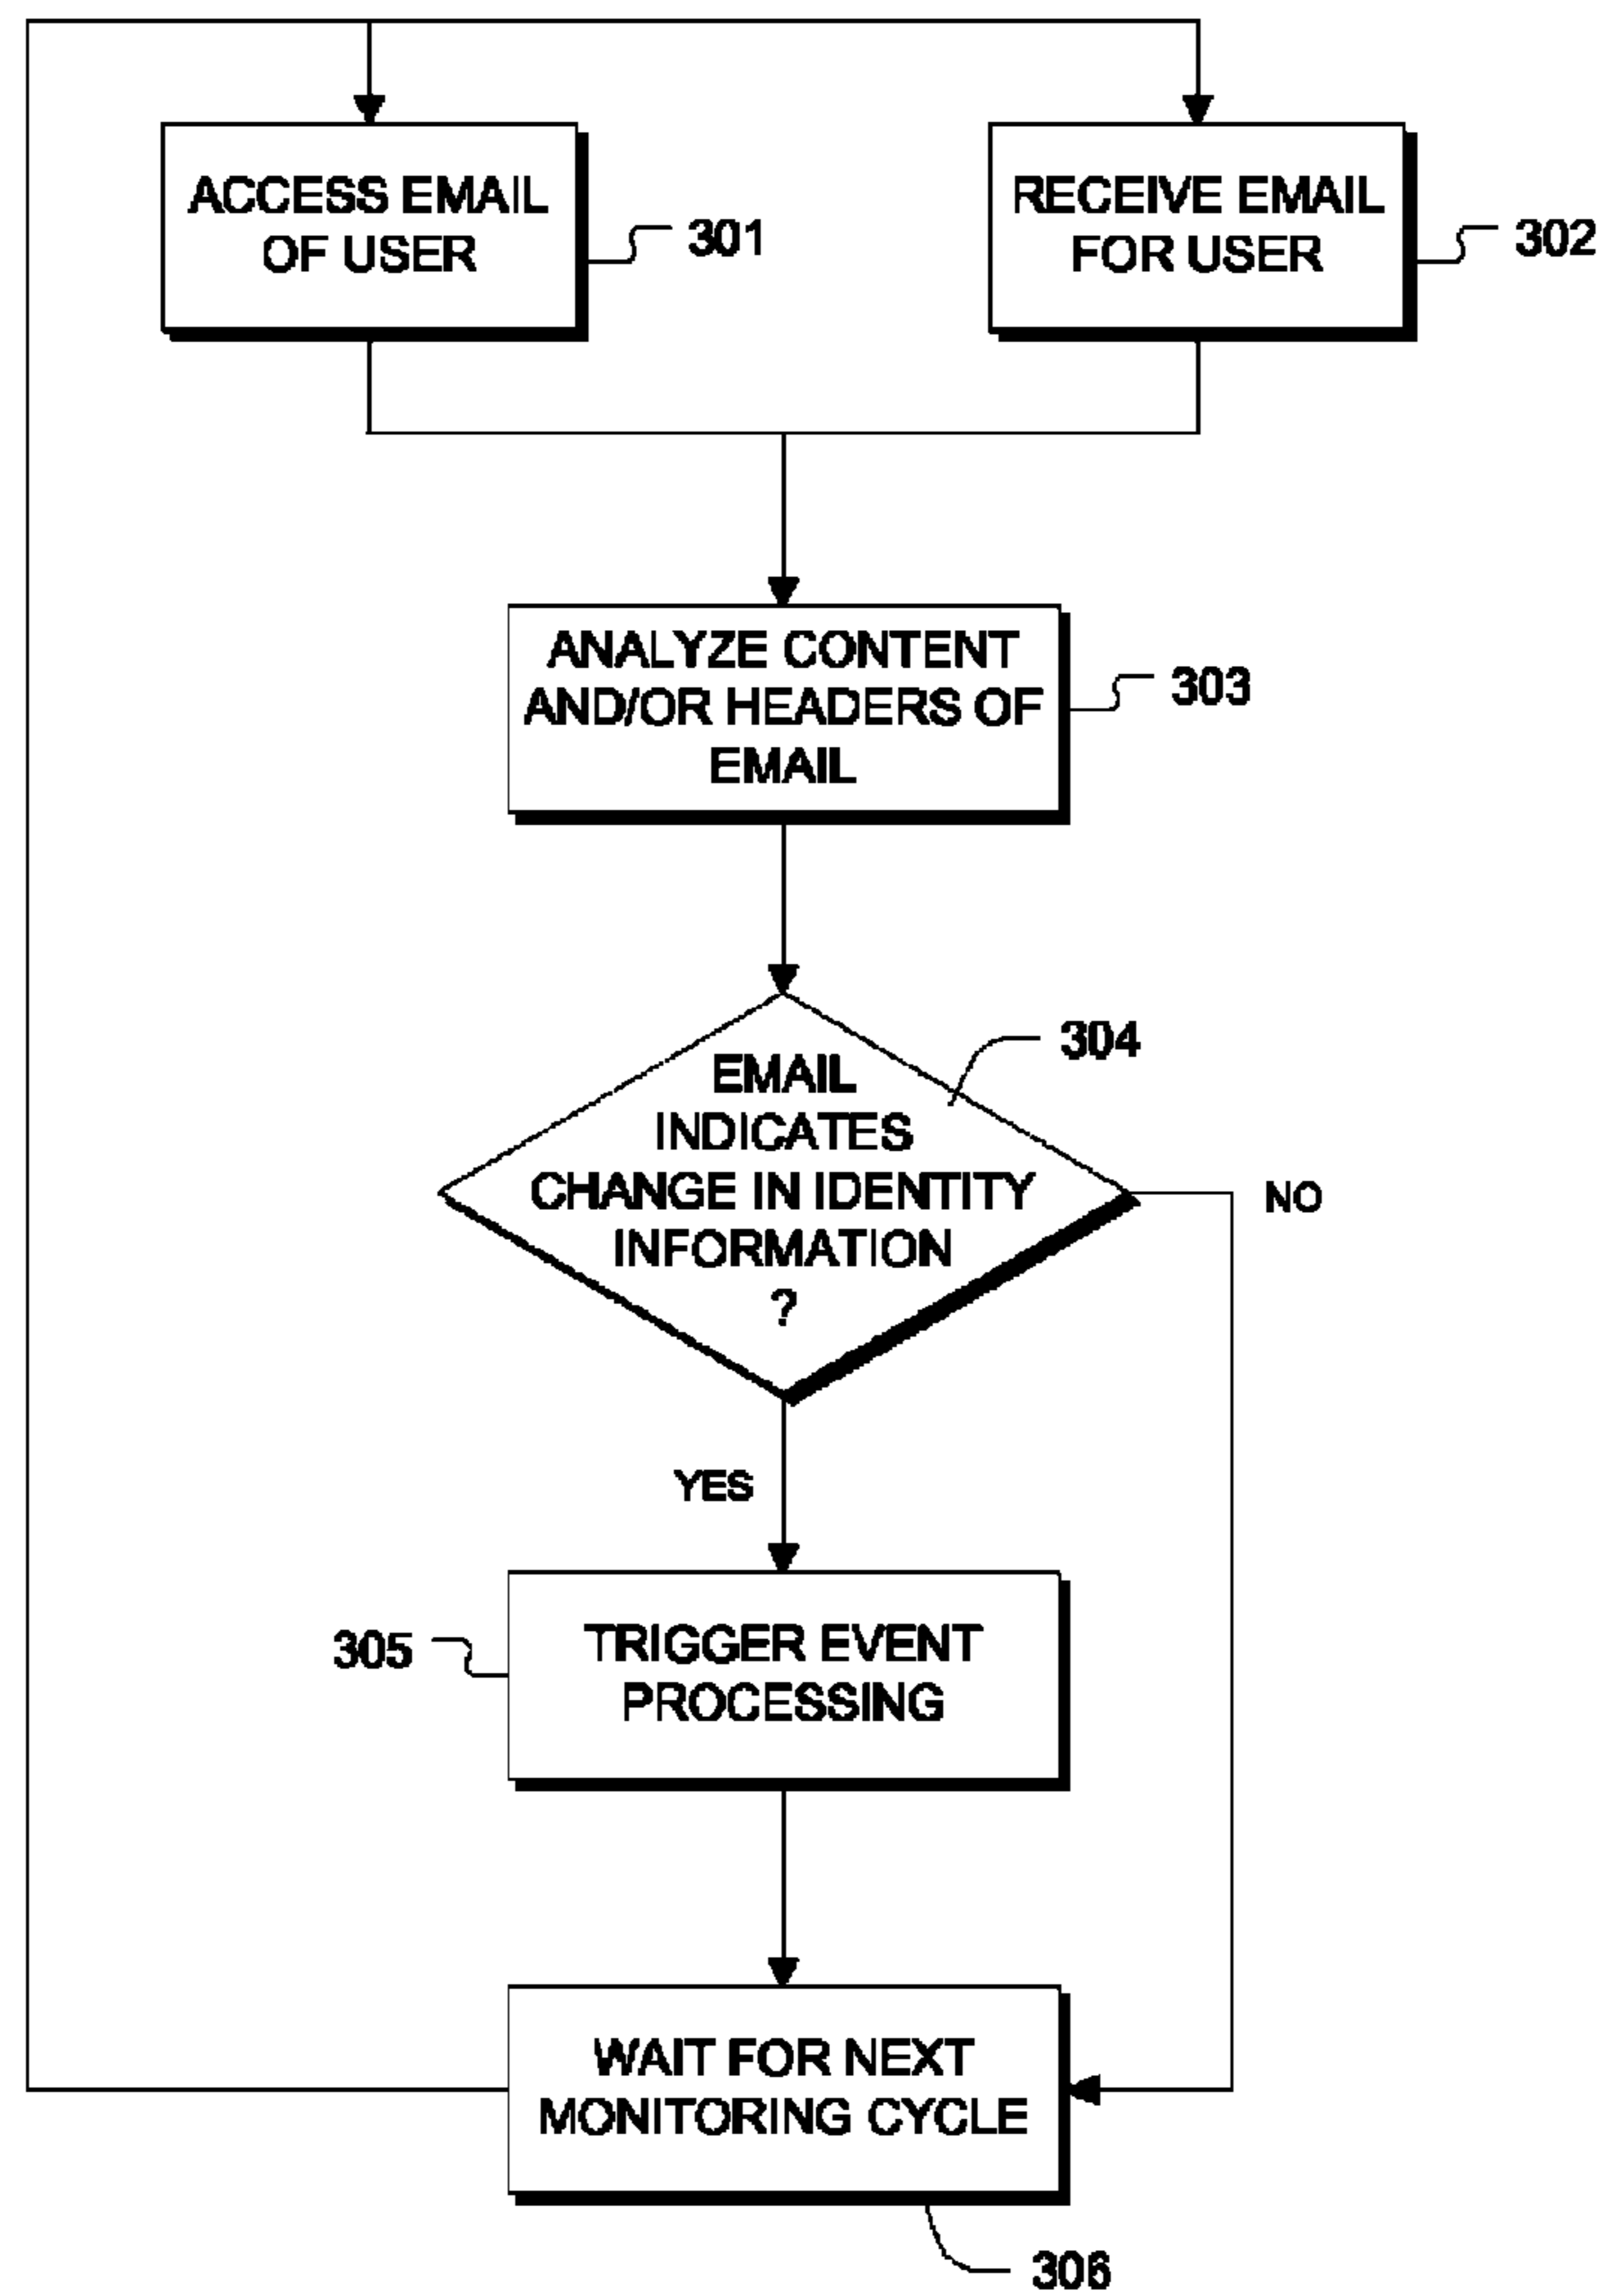 ACCESS EMAIL
OF USER
301
RECEIVE EMAIL
FOR USER
302
ANALYZE CONTENT
AND/OR HEADERS OF
EMAIL
303
EMAIL
INDICATES
CHANGE IN IDENTITY
INFORMATION
?
304
NO
YES
TRIGGER EVENT
PROCESSING
305
WAIT FOR NEXT
MONITORING CYCLE
306